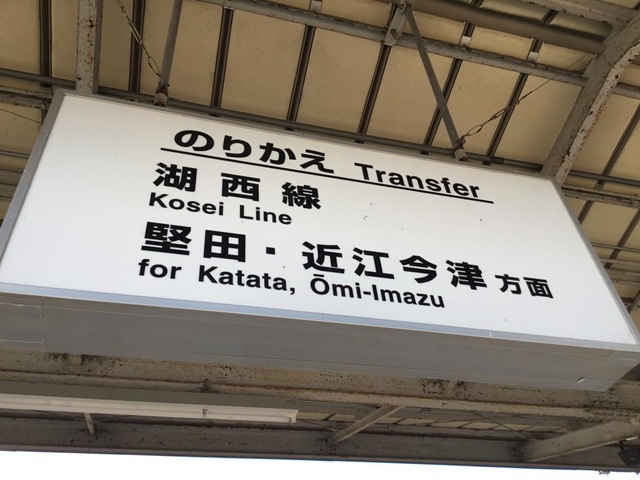 のりかえ Transfer
湖西線
Kosei Line
堅田・近江今津 方面
for Katata, Ōmi-Imazu